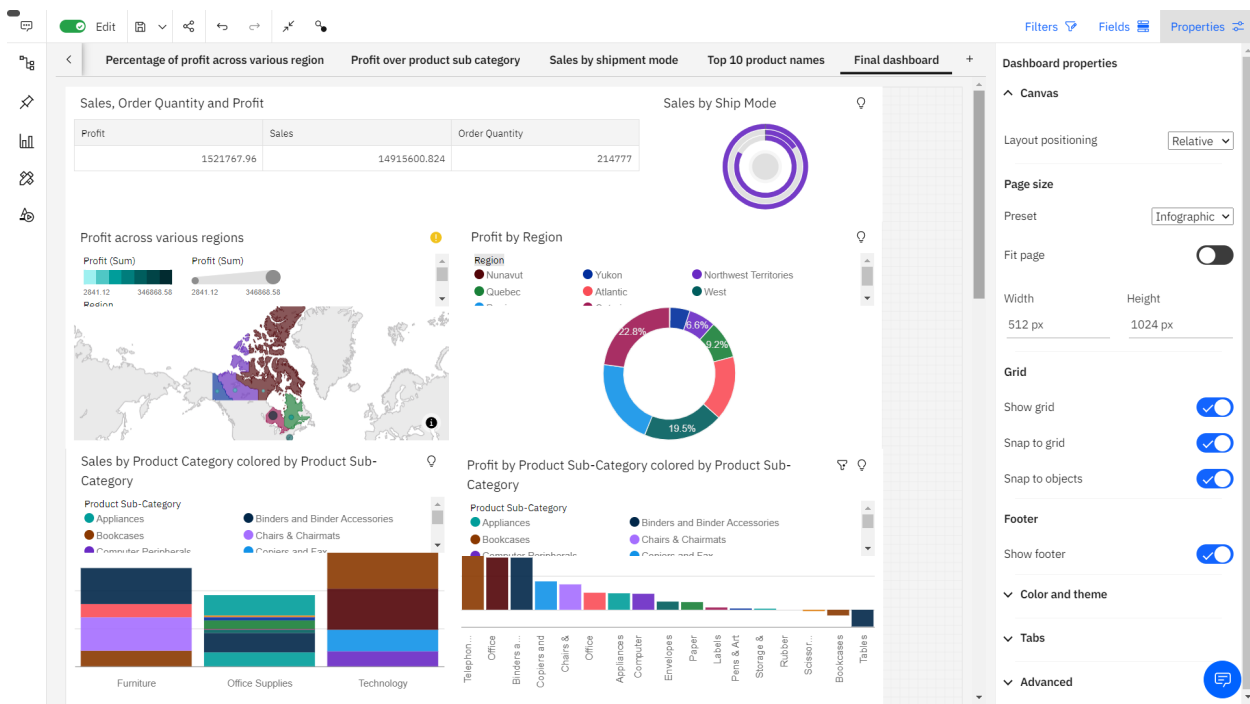 Edit
Filters
Fields
Properties
Percentage of profit across various region
Profit over product sub category
Sales by shipment mode
Top 10 product names
Final dashboard
+
Sales, Order Quantity and Profit
Profit
Sales
Order Quantity
1521767.96
14915600.824
214777
Sales by Ship Mode
Profit across various regions
Profit (Sum)
Profit (Sum)
2841.12
346868.58
2841.12
346868.58
Region
Profit by Region
Region
Nunavut
Yukon
Northwest Territories
Quebec
Atlantic
West
22.8%
6.6%
9.2%
19.5%
Sales by Product Category colored by Product Sub-
Category
Product Sub-Category
Appliances
Binders and Binder Accessories
Bookcases
Chairs & Chairmats
Computer Peripherals
Copiers and Fax
Furniture
Office Supplies
Technology
Profit by Product Sub-Category colored by Product Sub-
Category
Product Sub-Category
Appliances
Binders and Binder Accessories
Bookcases
Chairs & Chairmats
Computer Peripherals
Copiers and Fax
Telephon...
Office
Binders a...
Copiers and
Chairs &
Office
Appliances
Computer
Envelopes
Paper
Labels
Pens & Art
Storage &
Rubber
Scissor...
Bookcases
Tables
Dashboard properties
Canvas
Layout positioning
Relative
Page size
Preset
Infographic
Fit page
Width
Height
512 px
1024 px
Grid
Show grid
Snap to grid
Snap to objects
Footer
Show footer
Color and theme
Tabs
Advanced